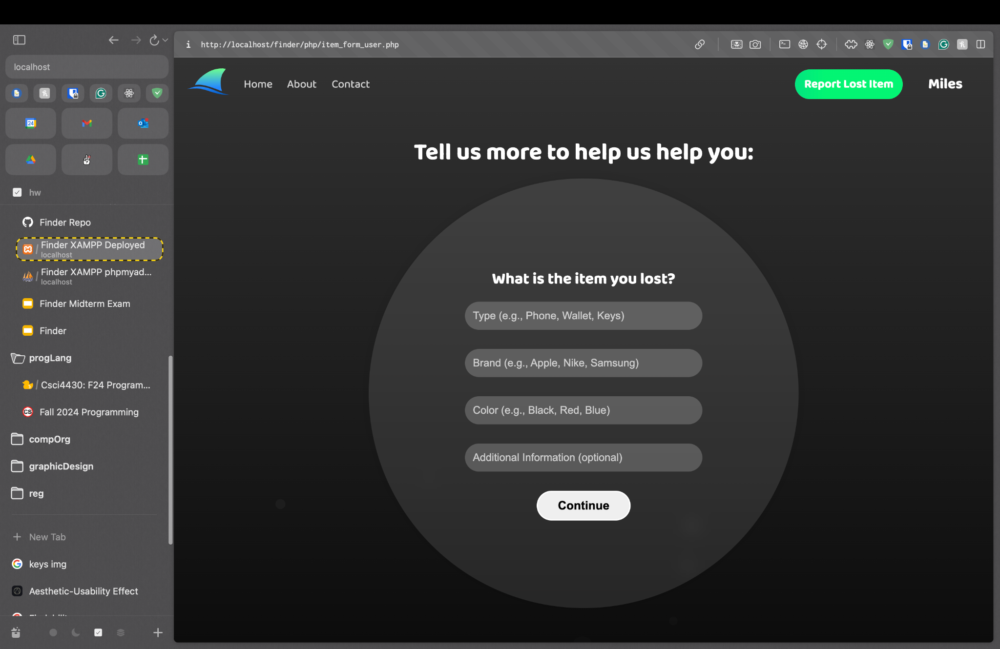 localhost
24
hw
Finder Repo
Finder XAMPP Deployed
localhost
Finder XAMPP phpmyad...
localhost
Finder Midterm Exam
Finder
progLang
Csci4430: F24 Program...
CS
Fall 2024 Programming
compOrg
graphicDesign
reg
New Tab
keys img
Aesthetic-Usability Effect
http://localhost/finder/php/item_form_user.php
Home About Contact
Report Lost Item
Miles
Tell us more to help us help you:
What is the item you lost?
Type (e.g., Phone, Wallet, Keys)
Brand (e.g., Apple, Nike, Samsung)
Color (e.g., Black, Red, Blue)
Additional Information (optional)
Continue